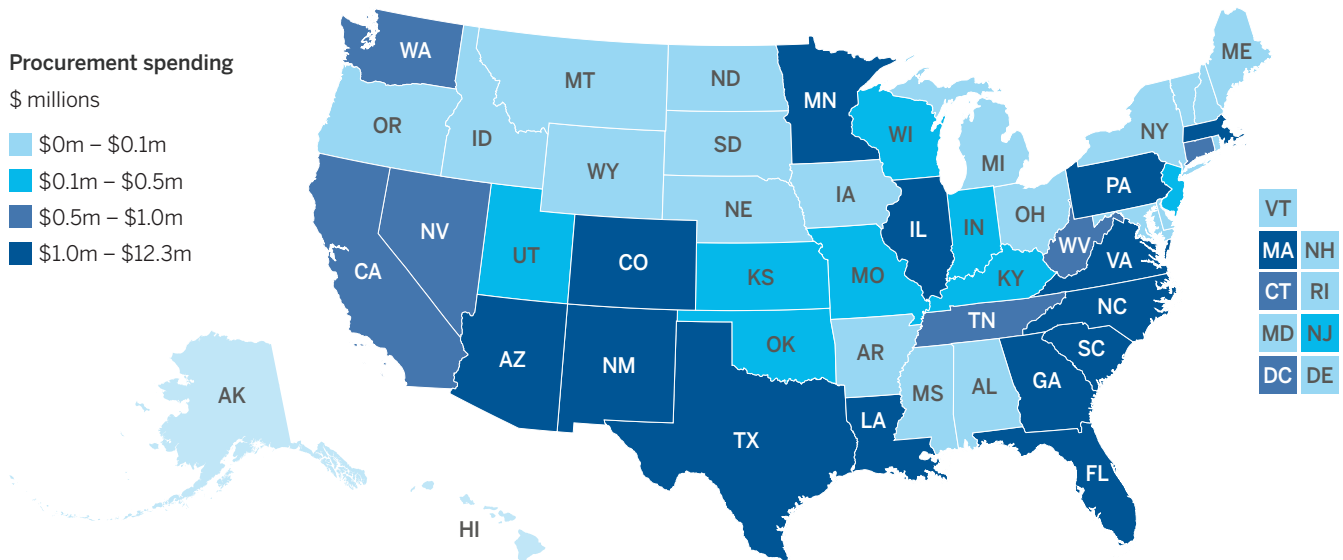 Procurement spending
$ millions
$0m – $0.1m
$0.1m – $0.5m
$0.5m – $1.0m
$1.0m – $12.3m
WA
MT
ND
MN
ME
OR
ID
SD
WI
NY
WY
MI
IA
PA
NE
OH
IL
IN
NV
UT
CO
WV
VA
CA
KS
MO
KY
NC
TN
AZ
NM
OK
AR
SC
GA
MS
AL
TX
LA
FL
AK
HI
VT
MA NH
CT RI
MD NJ
DC DE